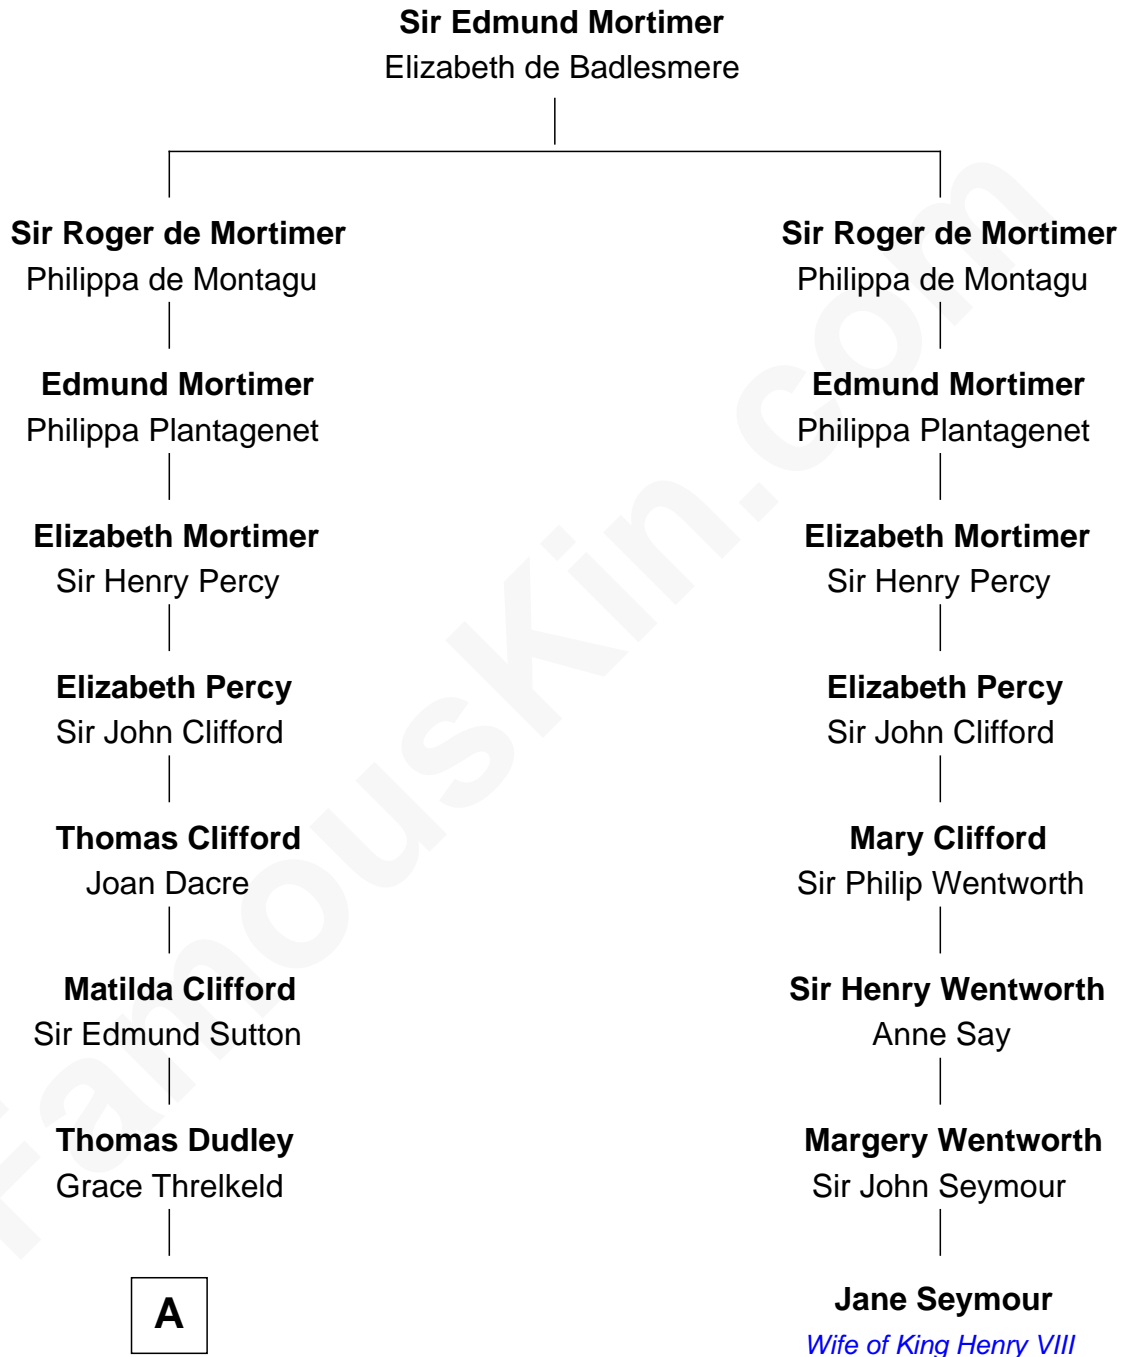 Sir Edmund Mortimer
Elizabeth de Badlesmere
Sir Roger de Mortimer
Philippa de Montagu
Sir Roger de Mortimer
Philippa de Montagu
Edmund Mortimer
Philippa Plantagenet
Edmund Mortimer
Philippa Plantagenet
Elizabeth Mortimer
Sir Henry Percy
Elizabeth Mortimer
Sir Henry Percy
Elizabeth Percy
Sir John Clifford
Elizabeth Percy
Sir John Clifford
Thomas Clifford
Joan Dacre
Mary Clifford
Sir Philip Wentworth
Matilda Clifford
Sir Edmund Sutton
Sir Henry Wentworth
Anne Say
Thomas Dudley
Grace Threlkeld
Margery Wentworth
Sir John Seymour
A
Jane Seymour
Wife of King Henry VIII
FamousKin.com